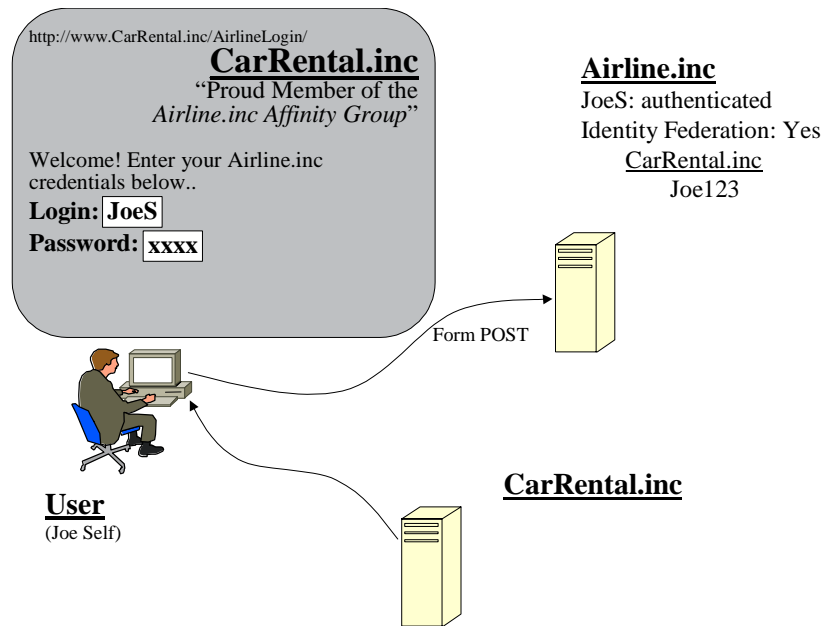 http://www.CarRental.inc/AirlineLogin/
CarRental.inc
“Proud Member of the
Airline.inc Affinity Group”
Welcome! Enter your Airline.inc
credentials below..
Login: JoeS
Password: xxxx
Airline.inc
JoeS: authenticated
Identity Federation: Yes
CarRental.inc
Joe123
Form POST
User
(Joe Self)
CarRental.inc